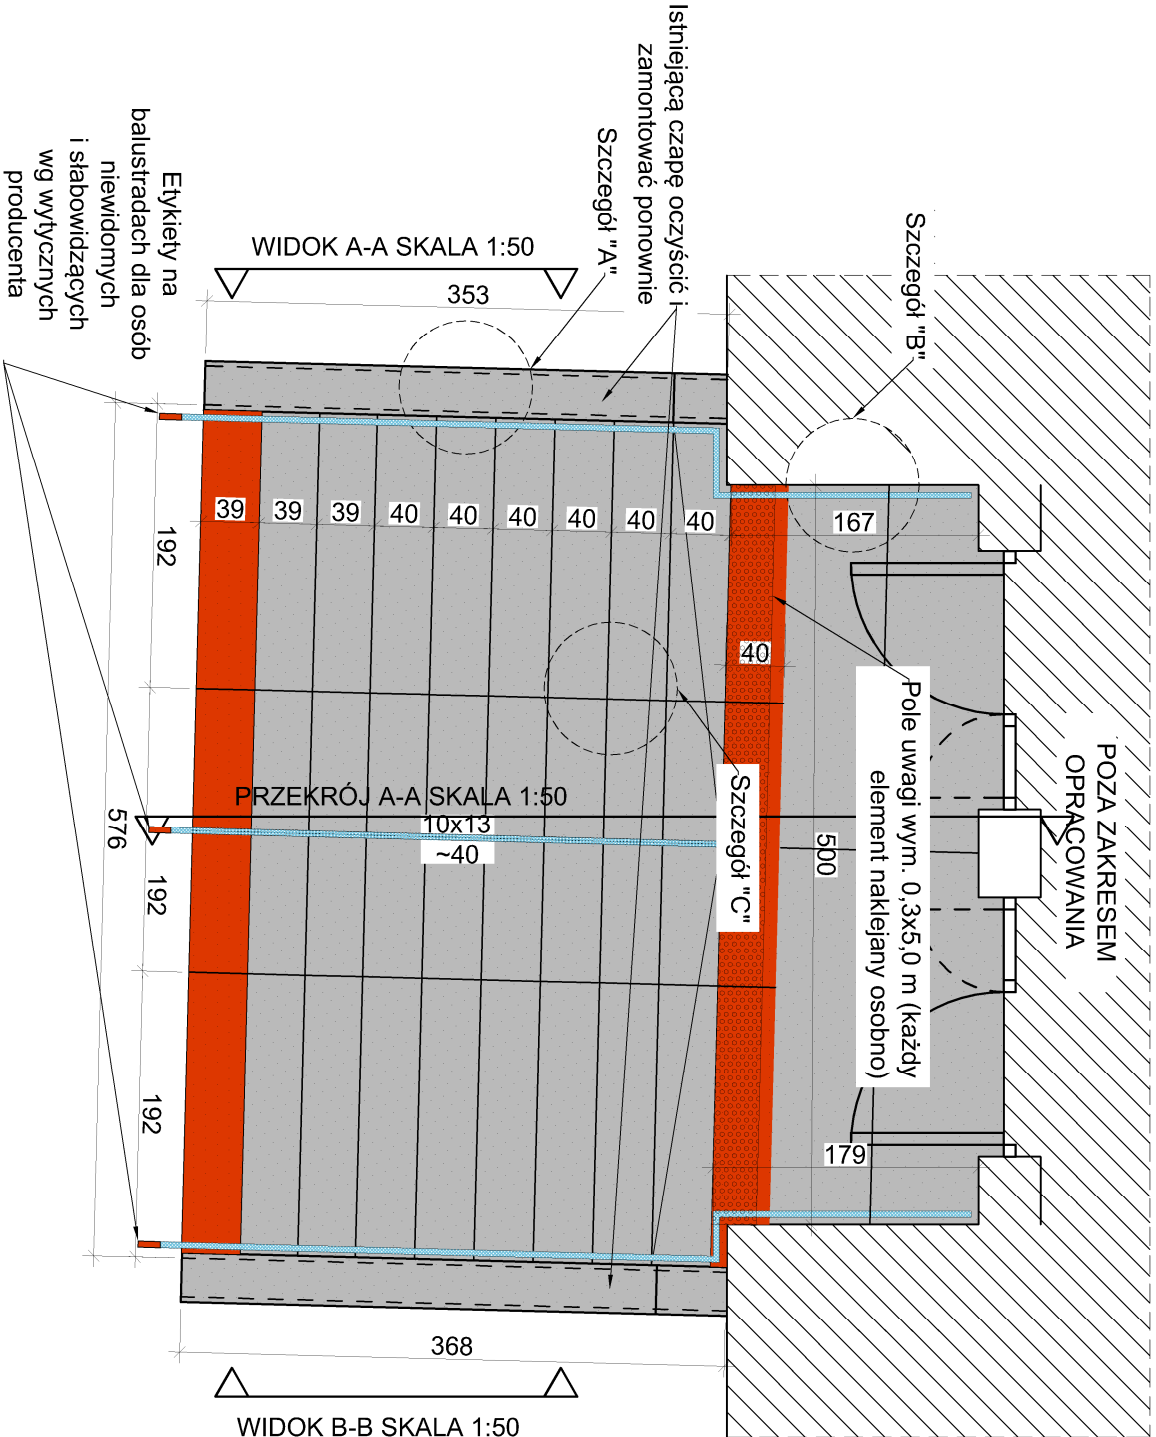 Istniejącą czapę oczyścić i
zamontować ponownie
Szczegół "A"
Szczegół "B"
WIDOK A-A SKALA 1:50
353
Etykiety na
balustradach dla osób
niewidomych
i słabowidzących
wg wytycznych
producenta
39
39
39
40
40
40
40
40
40
167
40
192
192
192
576
POZA ZAKRESEM
OPRACOWANIA
Pole uwagi wym. 0,3x5,0 m (każdy
element naklejany osobno)
Szczegół "C"
PRZEKRÓJ A-A SKALA 1:50
10x13
~40
500
179
368
WIDOK B-B SKALA 1:50